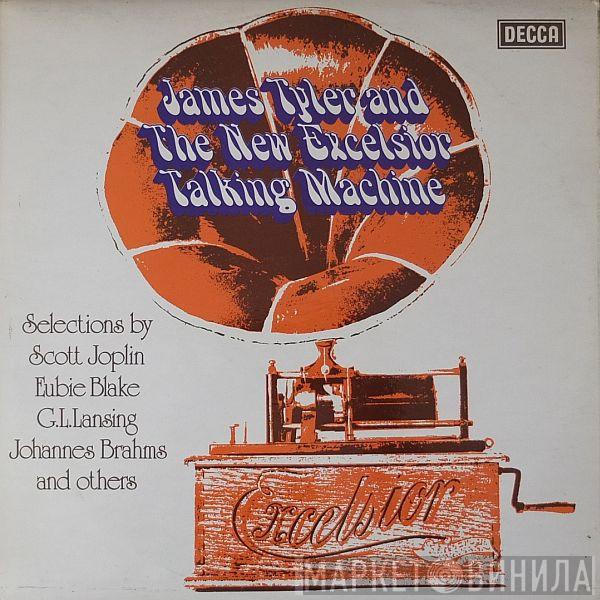 DECCA
James Tyler and
The New Excelsior
Talking Machine
Selections by
Scott Joplin
Eubie Blake
G.L.Lansing
Johannes Brahms
and others
Excelsior
МАРКЕТ ВИНИЛА